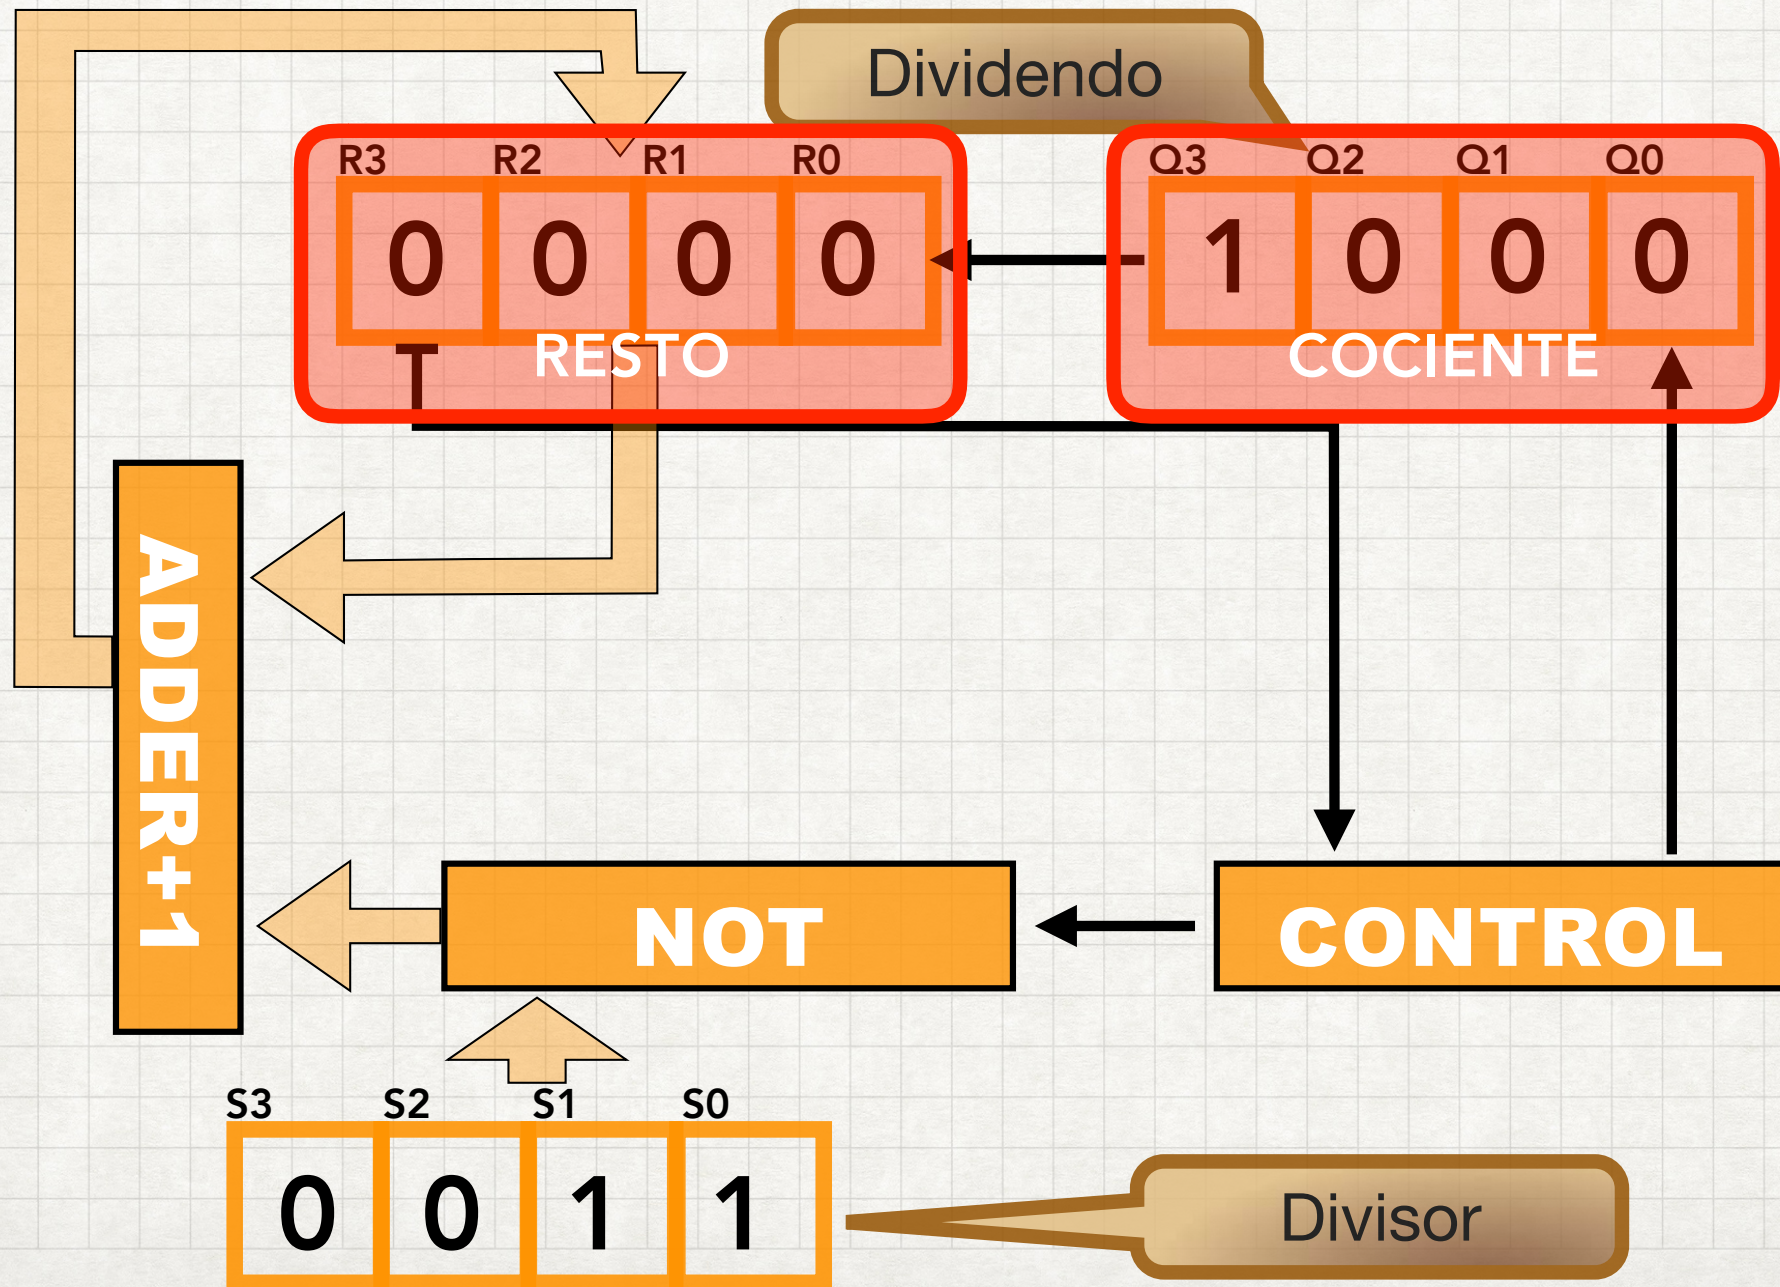 Dividendo
R3 R2 R1 R0
Q3 Q2 Q1 Q0
0 0 0 0
1 0 0 0
RESTO
COCIENTE
ADDER+1
NOT
CONTROL
S3 S2 S1 S0
0 0 1 1
Divisor